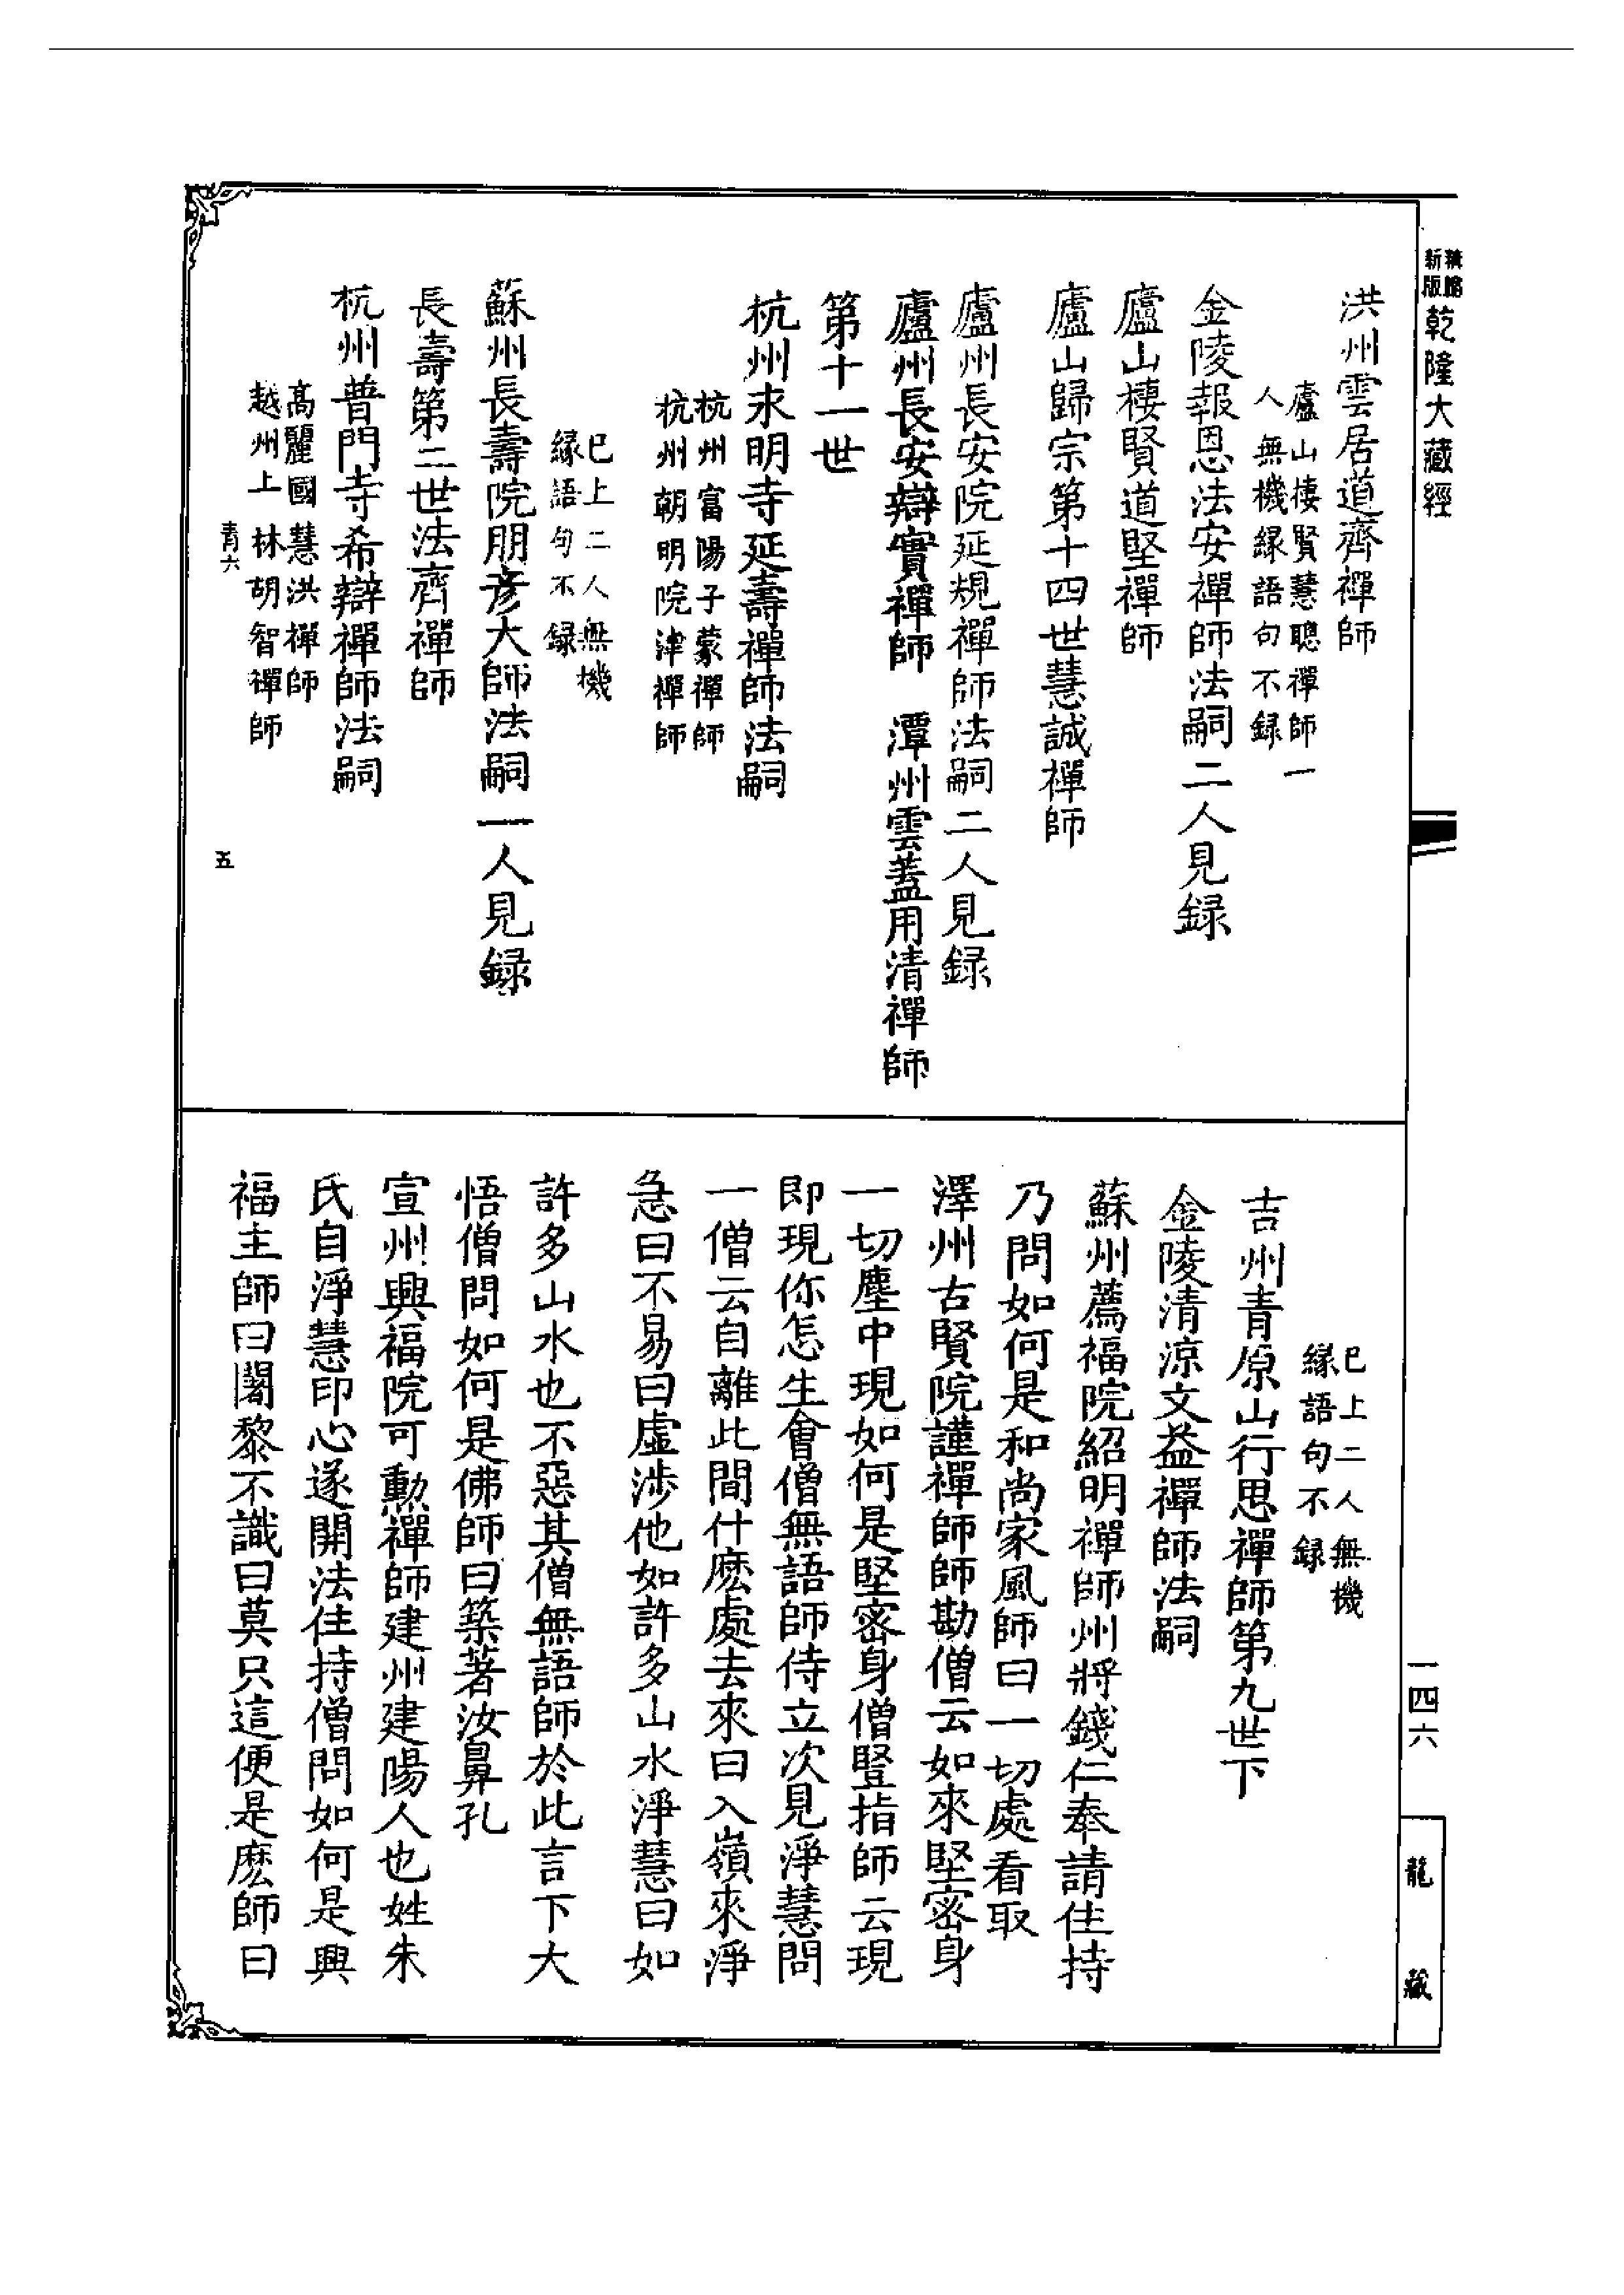 新版精縮乾隆大藏經
洪州雲居道齊禪師
廬山棲賢慧聰禪師一
人無機緣語句不錄
金陵報恩法安禪師法嗣二人見録
廬山棲賢道堅禪師
廬山歸宗第十四世慧誠禪師
廬州長安院延規禪師法嗣二人見録
廬州長安辯實禪師　潭州雲蓋用清禪師
第十一世
杭州永明寺延壽禪師法嗣
杭州富陽子蒙禪師
杭州朝明院津禪師
已上二人無機
緣語句不録
蘇州長壽院朋彥大師法嗣一人見録
長壽第二世法齊禪師
杭州普門寺希辯禪師法嗣
高麗國慧洪禪師
越州上林胡智禪師
青六　五
已上二人無機
緣語句不録
吉州青原山行思禪師第九世下
金陵清涼文益禪師法嗣
蘇州薦福院紹明禪師州將錢仁奉請住持
乃問如何是和尚家風師曰一切處看取
澤州古賢院謹禪師師勘僧云如來堅密身
一切塵中現如何是堅密身僧豎指師云現
即現你怎生會僧無語師侍立次見淨慧問
一僧云自離此間什麽處去來曰入嶺來淨
急曰不易曰虛涉他如許多山水淨慧曰如
許多山水也不惡其僧無語師於此言下大
悟僧問如何是佛師曰築著汝鼻孔
宣州興福院可勳禪師建州建陽人也姓朱
氏自淨慧印心遂開法住持僧問如何是興
福主師曰闍黎不識曰莫只這便是麽師曰
一四六
龍藏